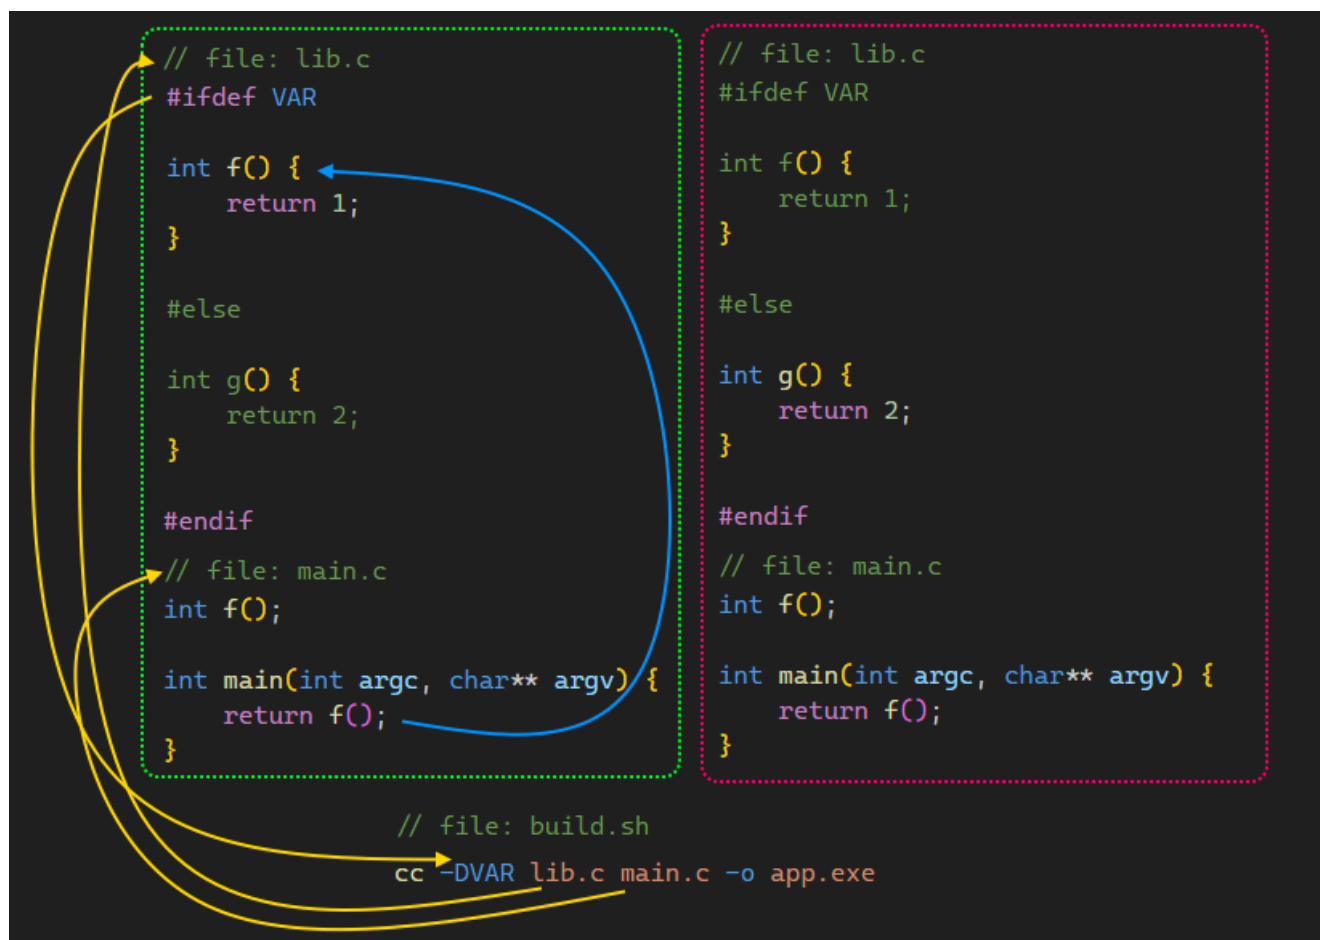 // file: lib.c
#ifdef VAR
int f() {
    return 1;
}
#else
int g() {
    return 2;
}
#endif
// file: main.c
int f();
int main(int argc, char** argv) {
    return f();
}
// file: lib.c
#ifdef VAR
int f() {
    return 1;
}
#else
int g() {
    return 2;
}
#endif
// file: main.c
int f();
int main(int argc, char** argv) {
    return f();
}
// file: build.sh
cc -DVAR lib.c main.c -o app.exe